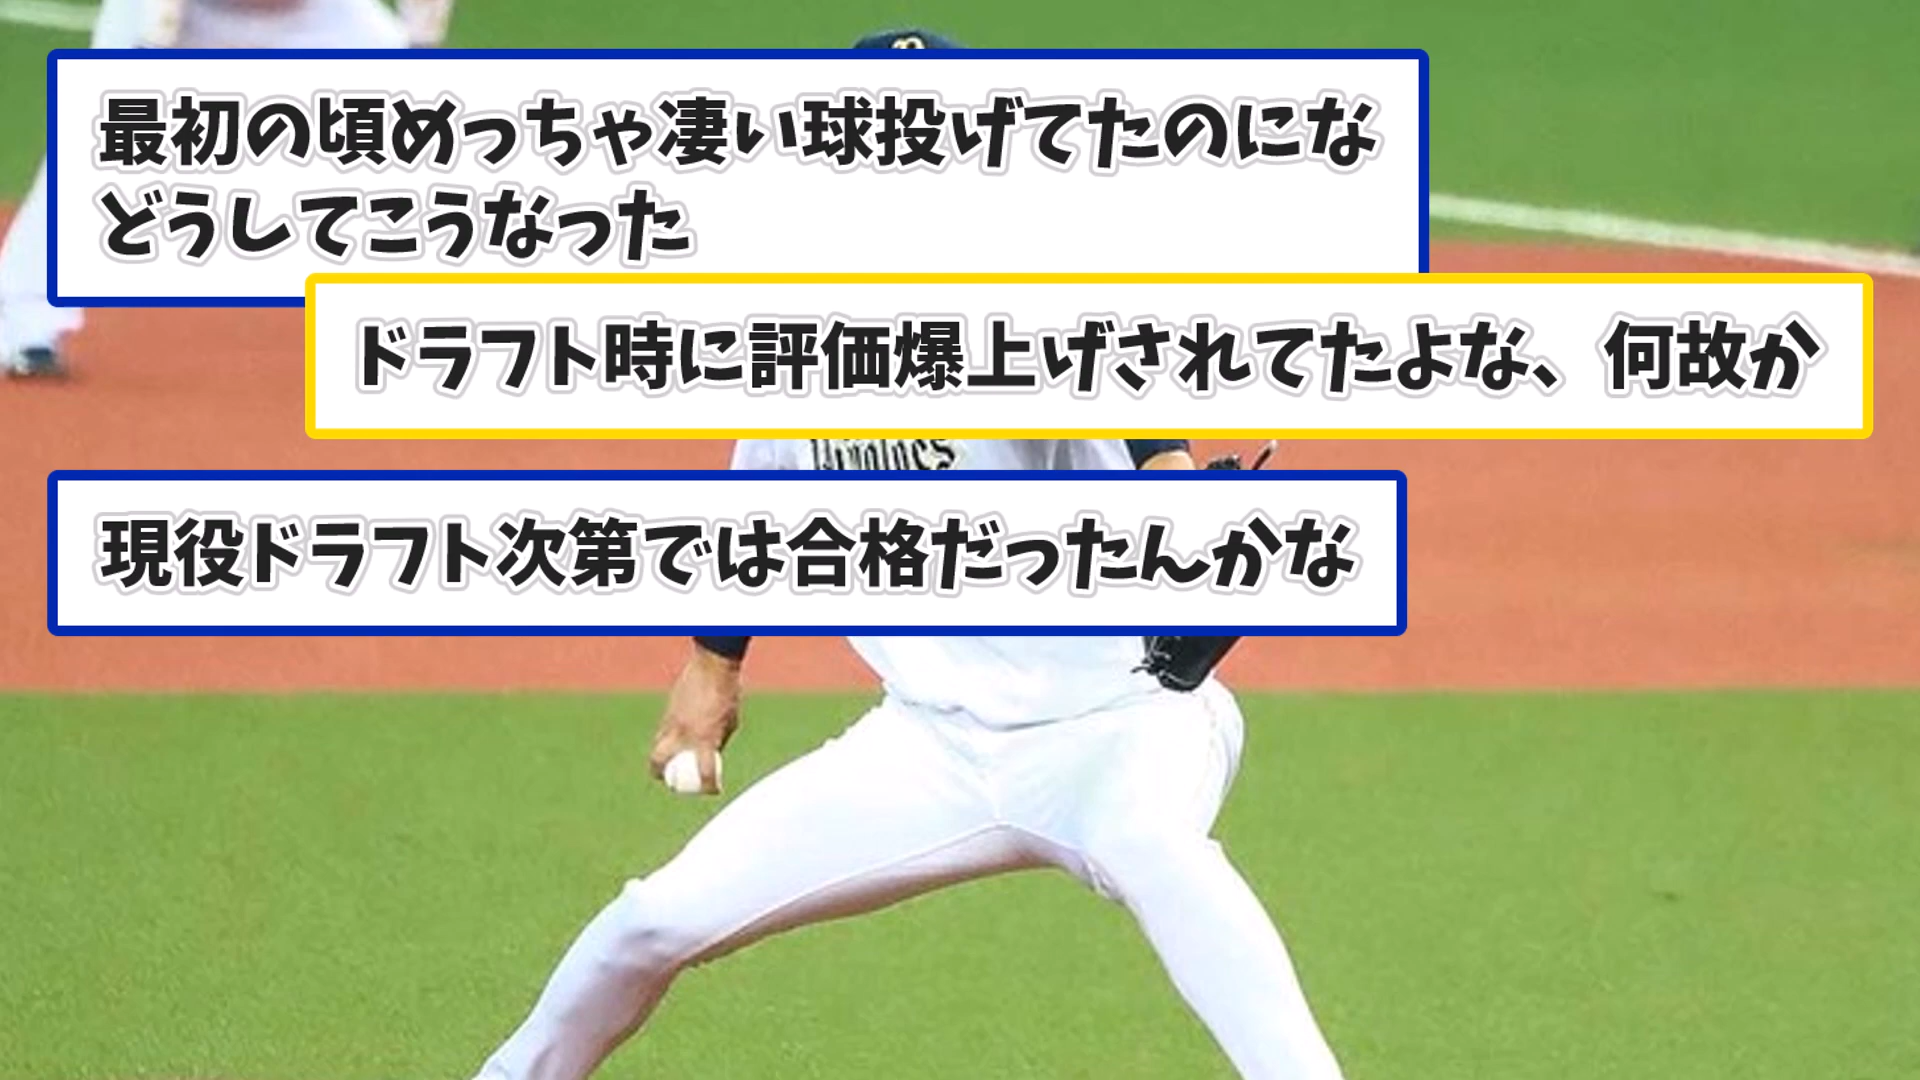 最初の頃めっちゃ凄い球投げてたのにな
どうしてこうなった
ドラフト時に評価爆上げされてたよな、何故か
現役ドラフト次第では合格だったんかな